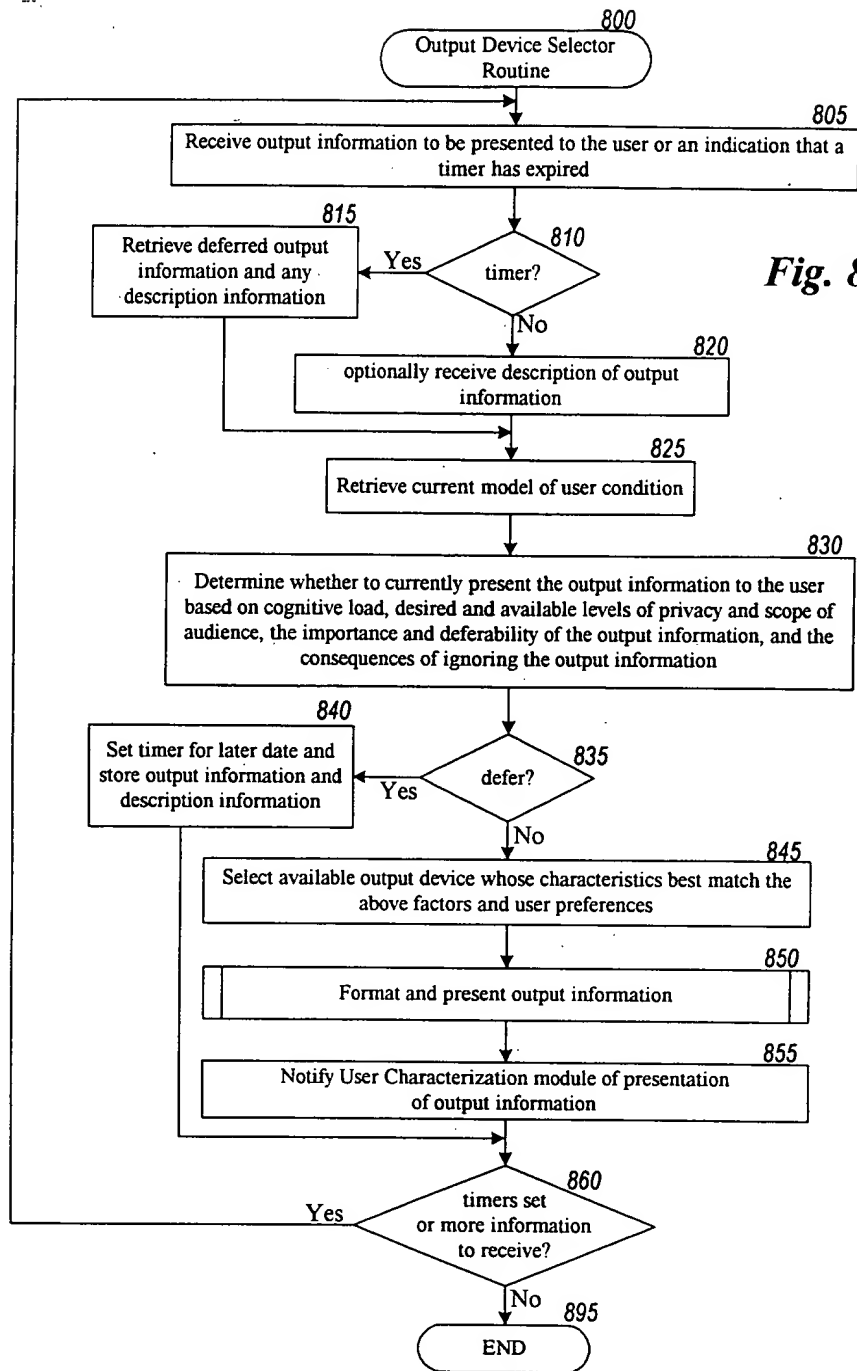 800
Output Device Selector
Routine
805
Receive output information to be presented to the user or an indication that a
timer has expired
815
Retrieve deferred output
information and any
description information
Yes
810
timer?
Fig. 8
No
820
optionally receive description of output
information
825
Retrieve current model of user condition
830
Determine whether to currently present the output information to the user
based on cognitive load, desired and available levels of privacy and scope of
audience, the importance and deferability of the output information, and the
consequences of ignoring the output information
840
Set timer for later date and
store output information and
description information
Yes
835
defer?
No
845
Select available output device whose characteristics best match the
above factors and user preferences
850
Format and present output information
855
Notify User Characterization module of presentation
of output information
860
Yes
timers set
or more information
to receive?
No
895
END